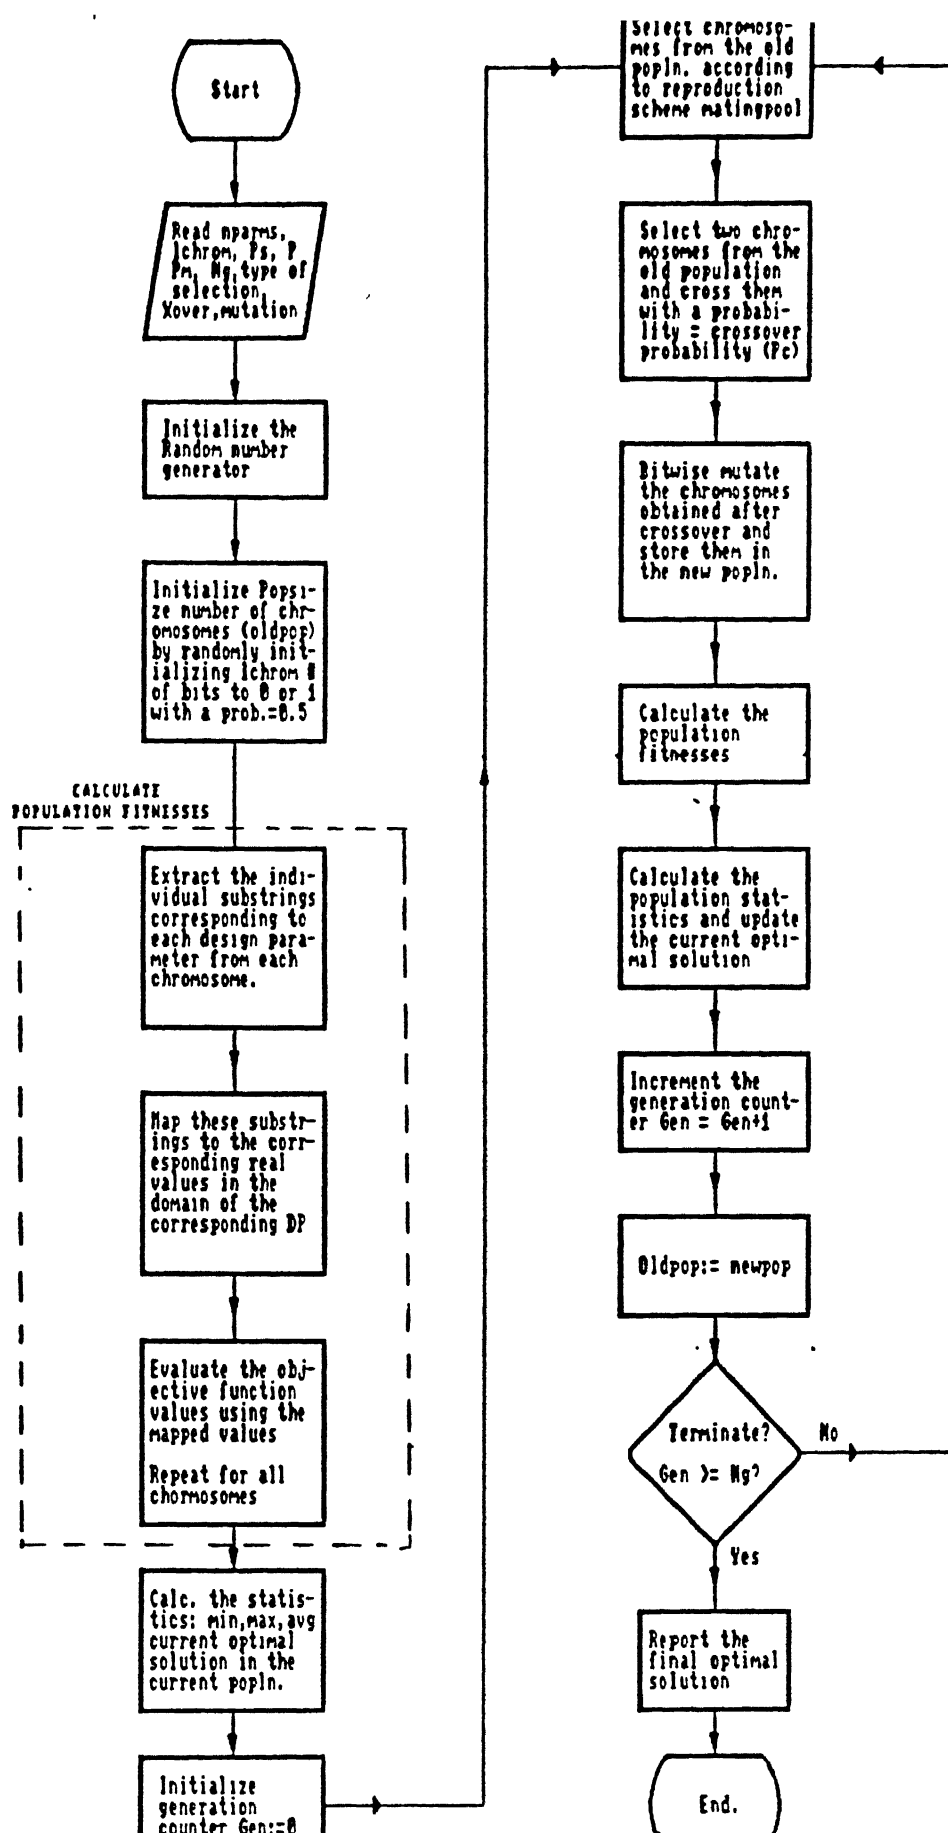 Start
Read nparms,
lchrom, Ps, P
Pm, Ng, type of
selection,
Xover,mutation
Initialize the
Random number
generator
Initialize Popsi-
ze number of chr-
omosomes (oldpop)
by randomly init-
ializing lchrom #
of bits to 0 or 1
with a prob.=0.5
CALCULATE
POPULATION FITNESSES
Extract the indi-
vidual substrings
corresponding to
each design para-
meter from each
chromosome.
Map these substr-
ings to the corr-
esponding real
values in the
domain of the
corresponding DP
Evaluate the obj-
ective function
values using the
mapped values
Repeat for all
chormosomes
Calc. the statis-
tics: min,max,avg
current optimal
solution in the
current popln.
Initialize
generation
counter Gen:=0
Select chromoso-
mes from the old
popln. according
to reproduction
scheme matingpool
Select two chro-
mosomes from the
old population
and cross them
with a probabi-
lity = crossover
probability (Pc)
Bitwise mutate
the chromosomes
obtained after
crossover and
store them in
the new popln.
Calculate the
population
fitnesses
Calculate the
population stat-
istics and update
the current opti-
mal solution
Increment the
generation count-
er Gen = Gen+1
Oldpop:= newpop
Terminate?
No
Gen >= Ng?
Yes
Report the
final optimal
solution
End.